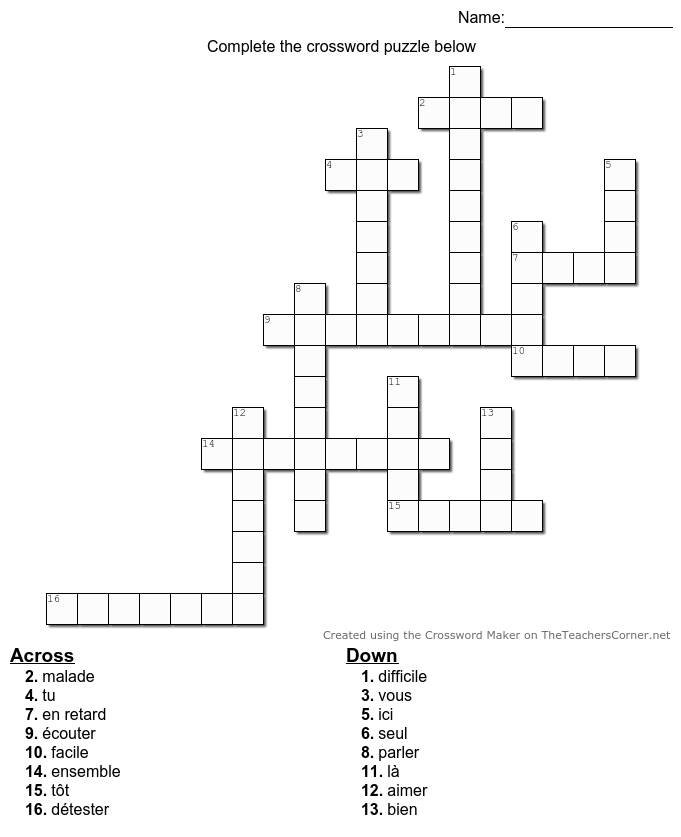 Name:
Complete the crossword puzzle below
1
2
3
4
5
6
7
8
9
10
11
12
13
14
15
16
Created using the Crossword Maker on TheTeachersCorner.net
Across
2. malade
4. tu
7. en retard
9. écouter
10. facile
14. ensemble
15. tôt
16. détester
Down
1. difficile
3. vous
5. ici
6. seul
8. parler
11. là
12. aimer
13. bien